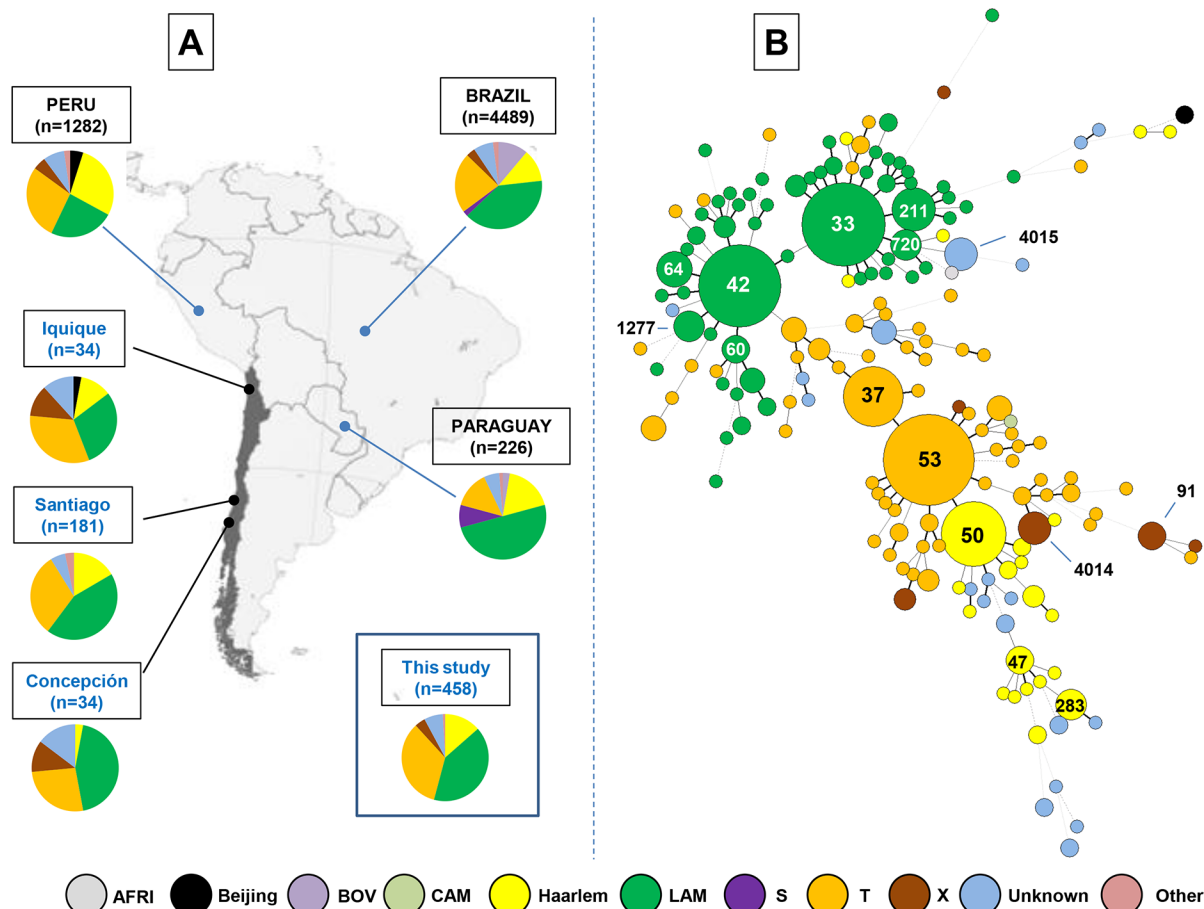 A
B
PERU
(n=1282)
BRAZIL
(n=4489)
Iquique
(n=34)
PARAGUAY
(n=226)
Santiago
(n=181)
Concepción
(n=34)
This study
(n=458)
33
211
720
4015
64
42
1277
60
37
53
91
50
4014
47
283
AFRI Beijing BOV CAM Haarlem LAM S T X Unknown Other